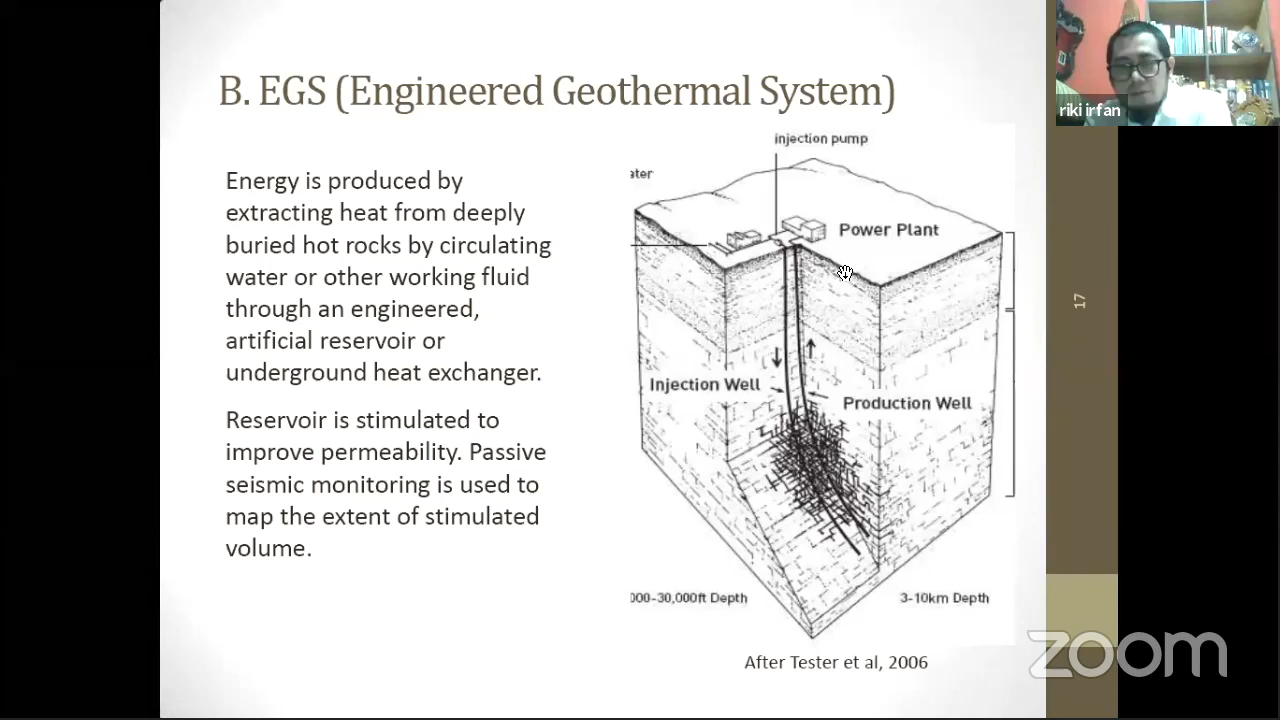 B. EGS (Engineered Geothermal System)
Energy is produced by
extracting heat from deeply
buried hot rocks by circulating
water or other working fluid
through an engineered,
artificial reservoir or
underground heat exchanger.
Reservoir is stimulated to
improve permeability. Passive
seismic monitoring is used to
map the extent of stimulated
volume.
injection pump
ater
Power Plant
Injection Well
Production Well
000-30,000ft Depth
3-10km Depth
After Tester et al, 2006
riki irfan
17
zoom